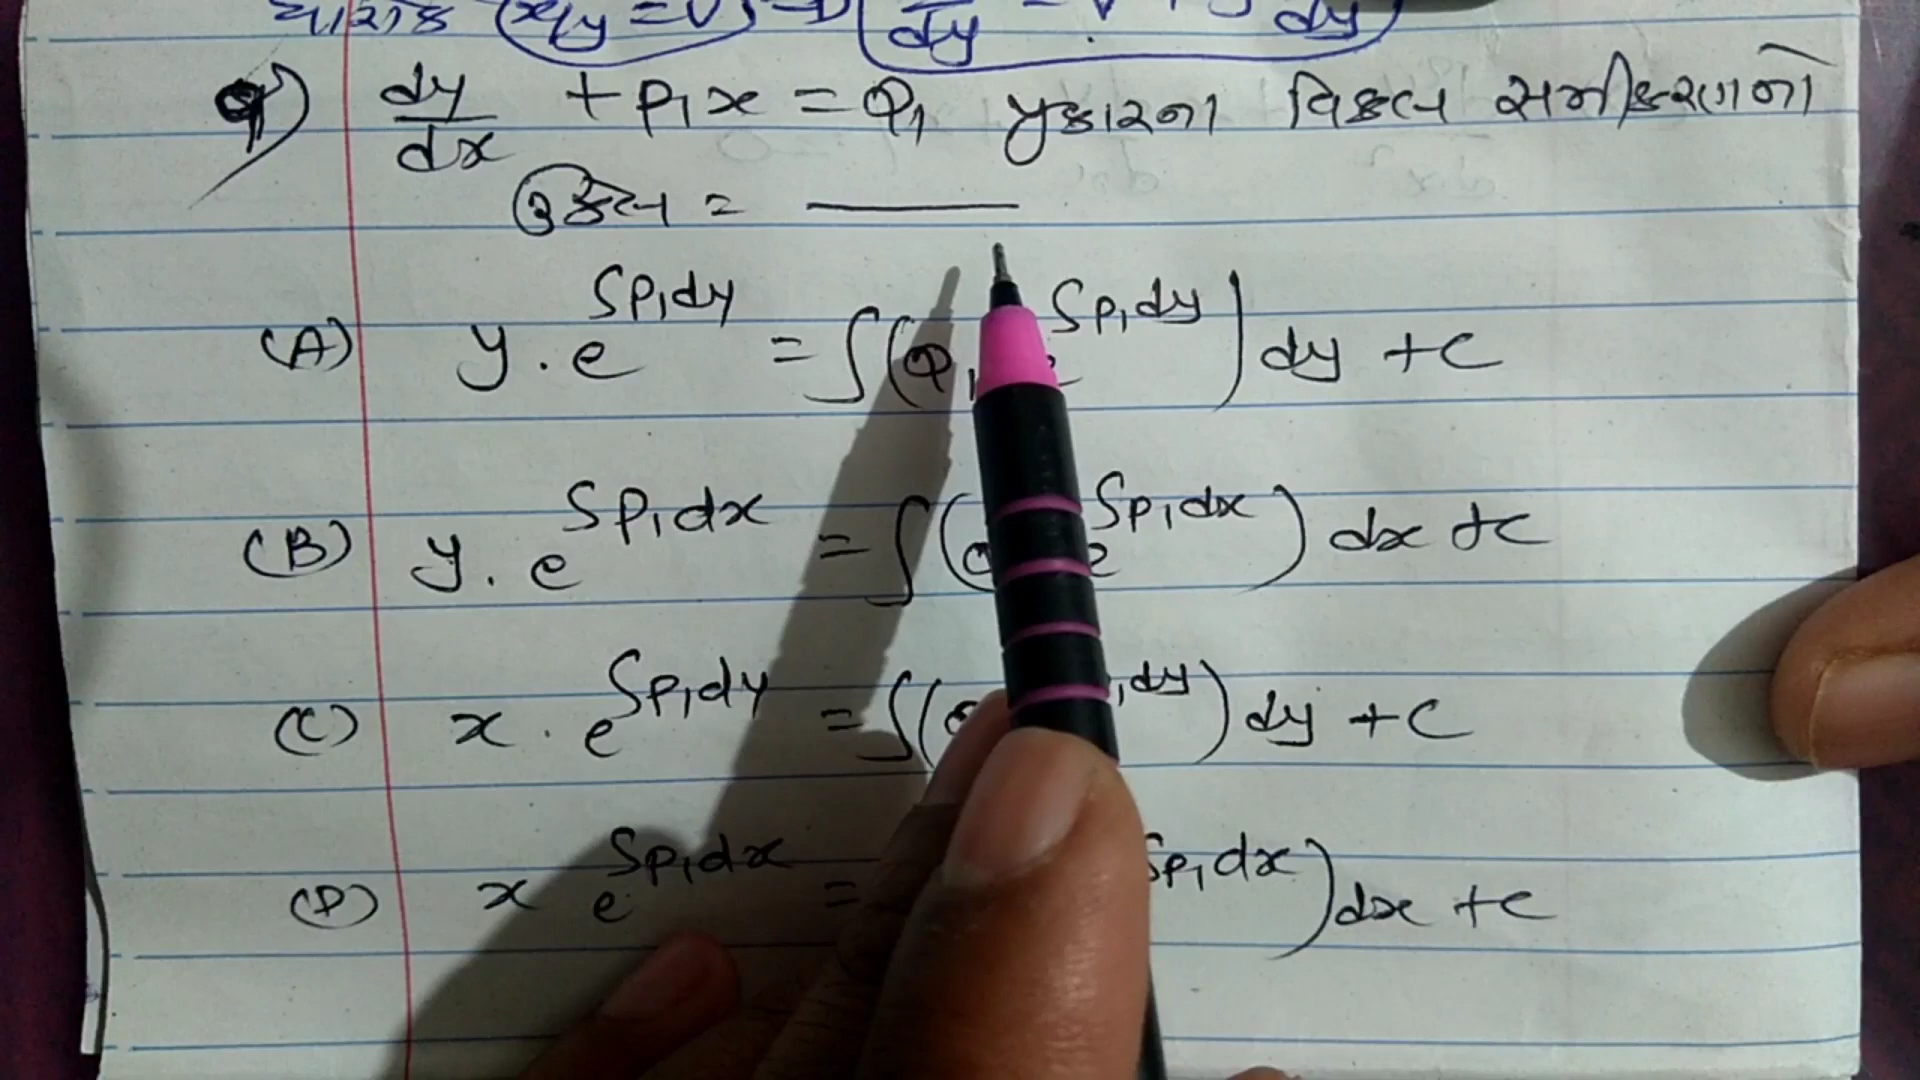 (x/y = v)
9) dy/dx + P₁x = Q₁ પ્રકારના વિકલ સમીકરણનો
ઉકેલ = ______
(A) y . e^∫P₁dy = ∫(Q₁ e^∫P₁dy) dy + c
(B) y . e^∫P₁dx = ∫( e^∫P₁dx) dx + c
(C) x . e^∫P₁dy = ∫( dy) dy + c
(D) x e^∫P₁dx = ∫P₁dx) dx + c